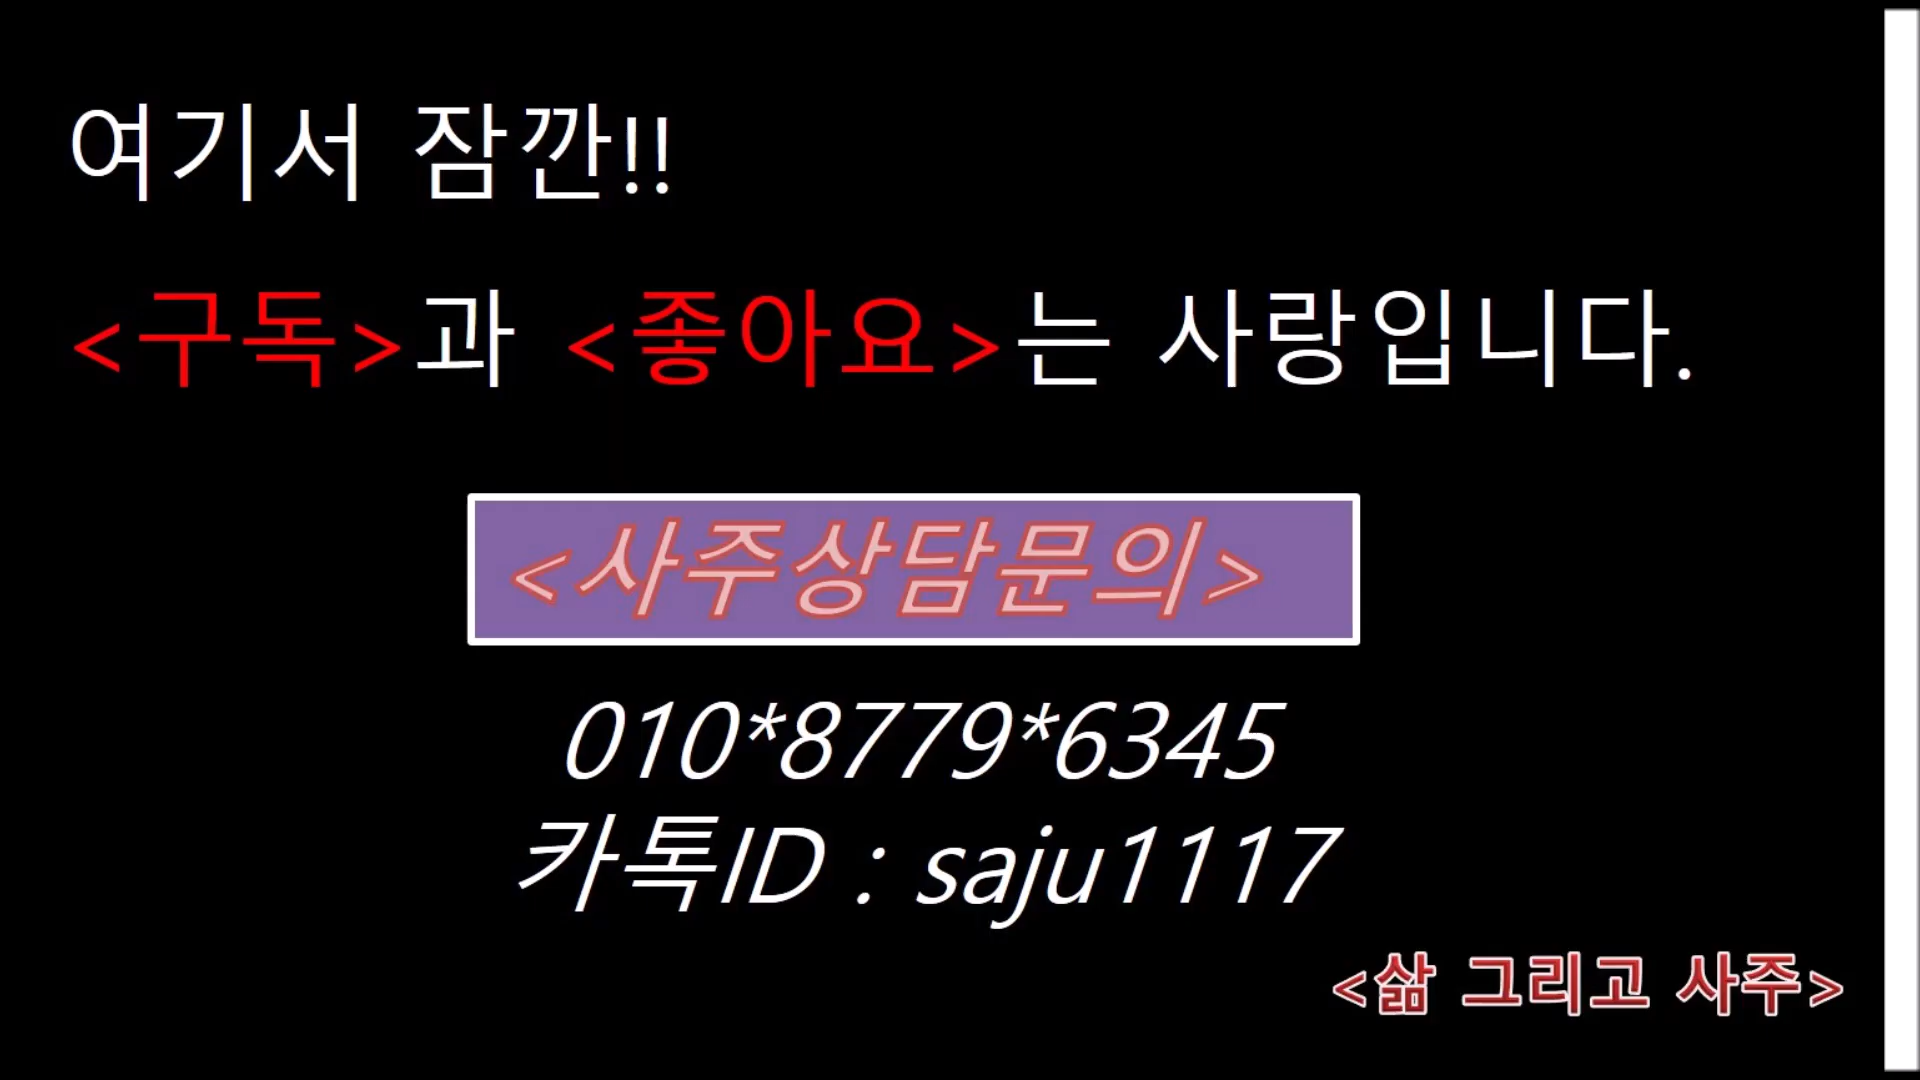 여기서 잠깐!!
<구독>과 <좋아요>는 사랑입니다.
<사주상담문의>
010*8779*6345
카톡ID : saju1117
<삶 그리고 사주>